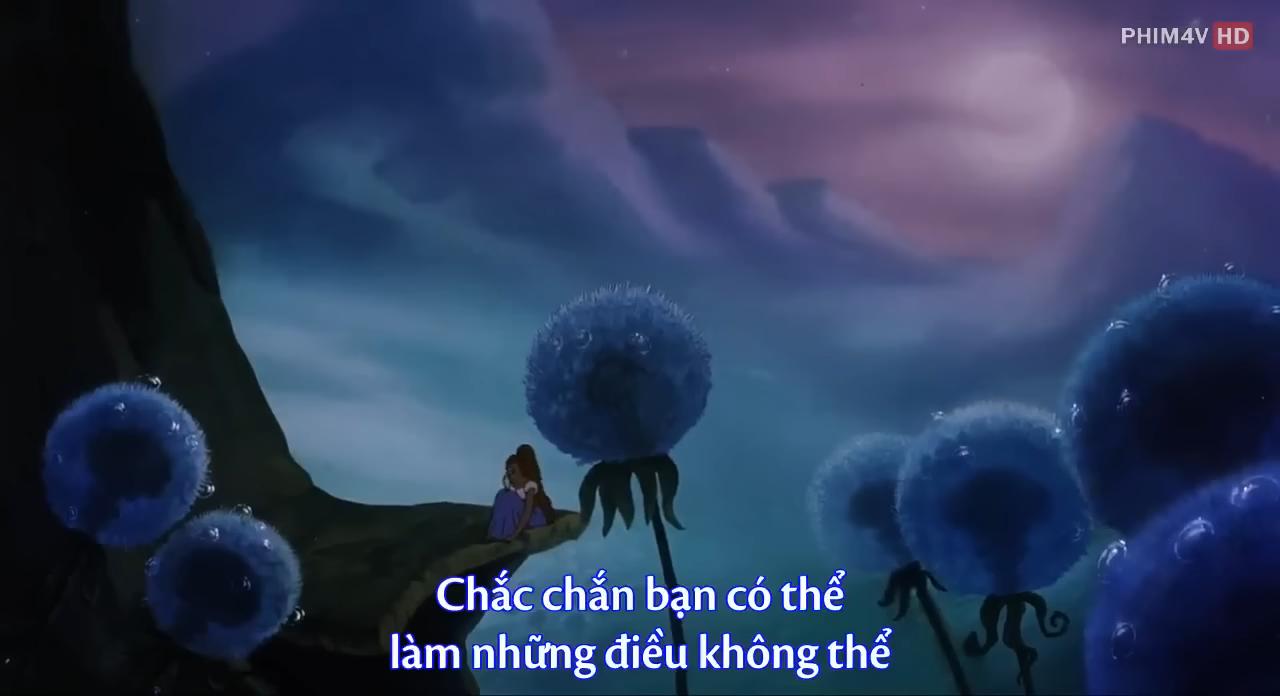 PHIM4V HD
Chắc chắn bạn có thể
làm những điều không thể